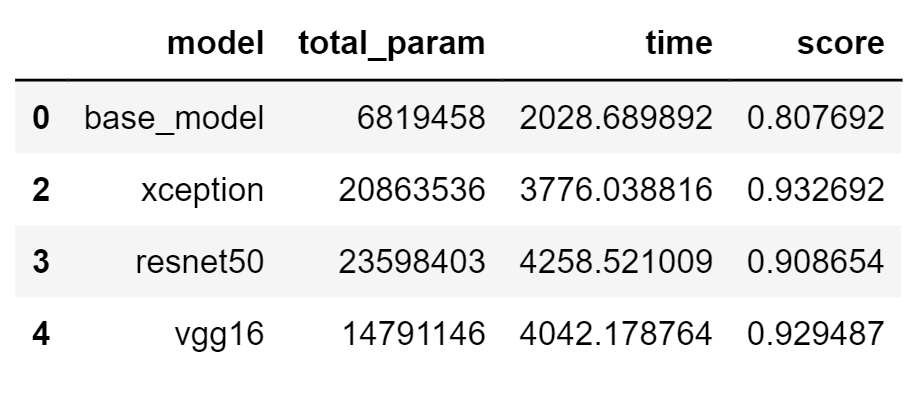 model total_param time score
0 base_model 6819458 2028.689892 0.807692
2 xception 20863536 3776.038816 0.932692
3 resnet50 23598403 4258.521009 0.908654
4 vgg16 14791146 4042.178764 0.929487